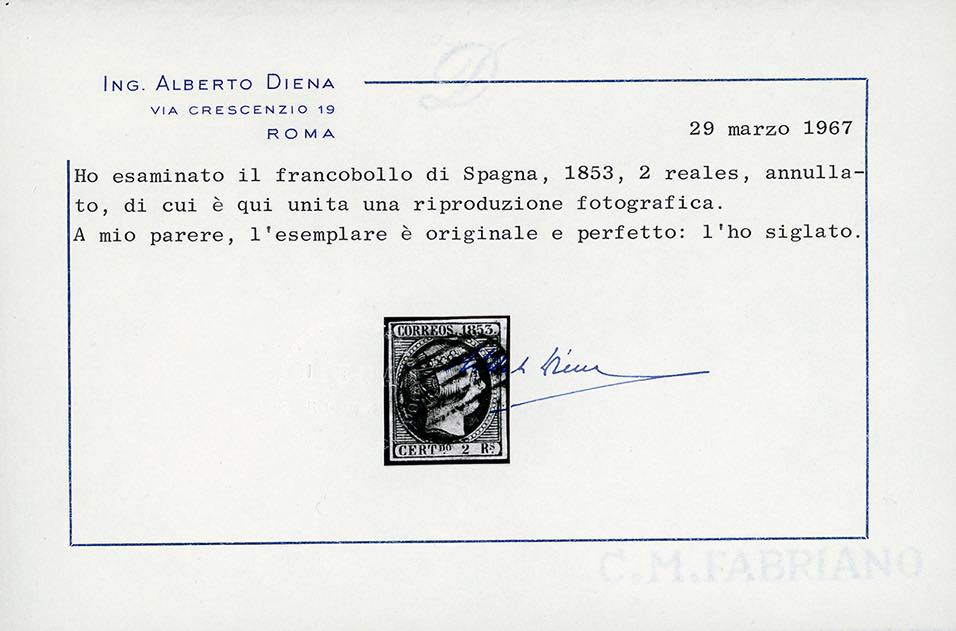 D
ING. ALBERTO DIENA
VIA CRESCENZIO 19
ROMA
29 marzo 1967
Ho esaminato il francobollo di Spagna, 1853, 2 reales, annulla-
to, di cui è qui unita una riproduzione fotografica.
A mio parere, l'esemplare è originale e perfetto: l'ho siglato.
CORREOS. 1853.
Diena
CERTDO 2 RS
C.M.FABRIANO